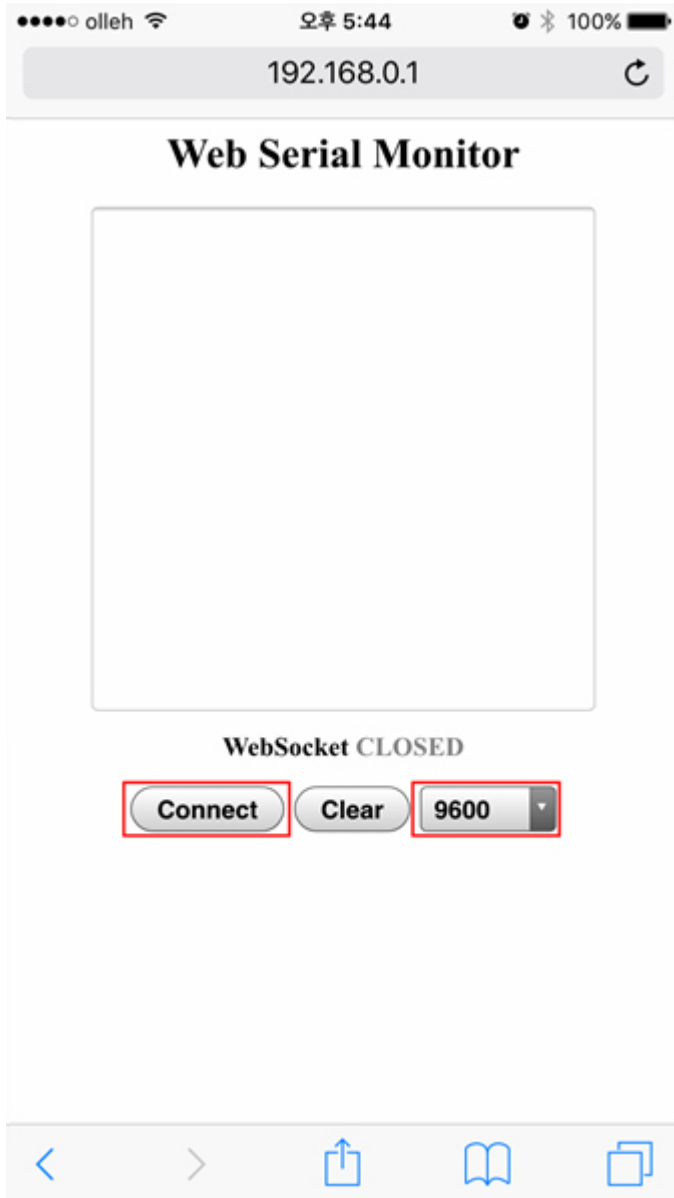 olleh 오후 5:44 100%
192.168.0.1
Web Serial Monitor
WebSocket CLOSED
Connect Clear 9600